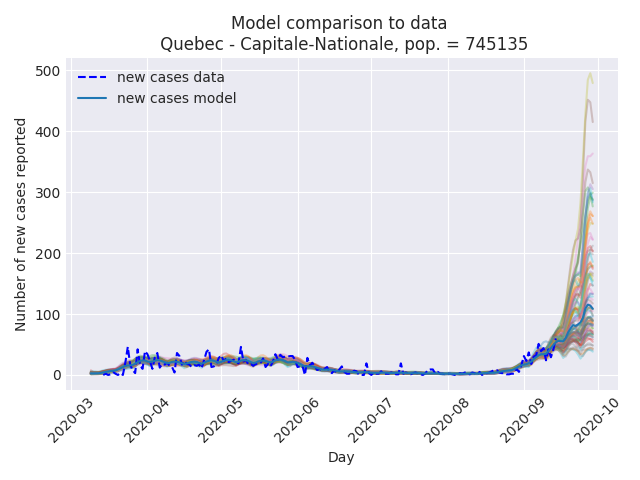 Model comparison to data
Quebec - Capitale-Nationale, pop. = 745135
500
400
300
200
100
0
Number of new cases reported
new cases data
new cases model
2020-03
2020-04
2020-05
2020-06
2020-07
2020-08
2020-09
2020-10
Day